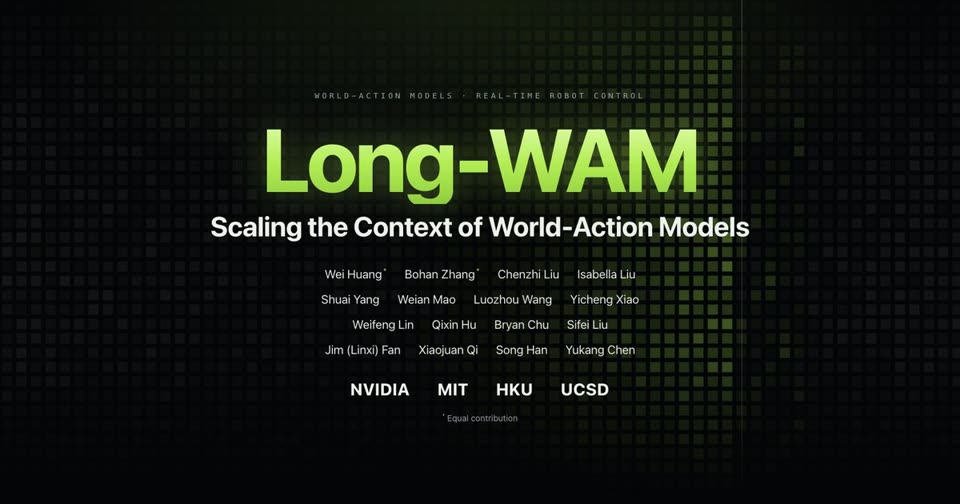 WORLD-ACTION MODELS · REAL-TIME ROBOT CONTROL
Long-WAM
Scaling the Context of World-Action Models
Wei Huang* Bohan Zhang* Chenzhi Liu Isabella Liu
Shuai Yang Weian Mao Luozhou Wang Yicheng Xiao
Weifeng Lin Qixin Hu Bryan Chu Sifei Liu
Jim (Linxi) Fan Xiaojuan Qi Song Han Yukang Chen
NVIDIA MIT HKU UCSD
* Equal contribution